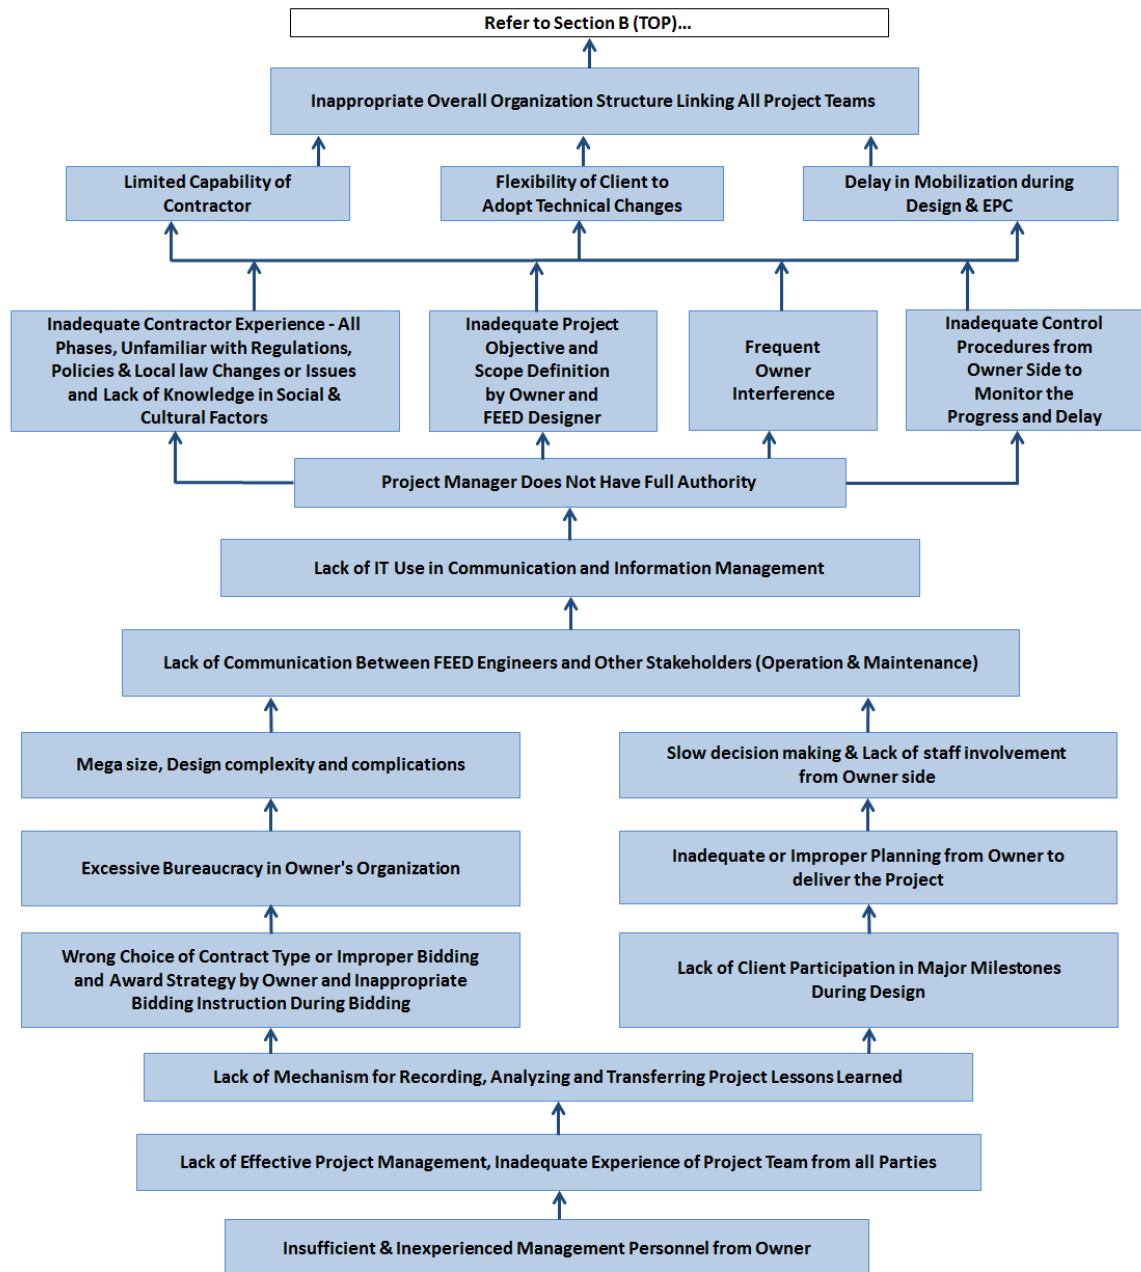 Refer to Section B (TOP)...
Inappropriate Overall Organization Structure Linking All Project Teams
Limited Capability of
Contractor
Flexibility of Client to
Adopt Technical Changes
Delay in Mobilization during
Design & EPC
Inadequate Contractor Experience - All
Phases, Unfamiliar with Regulations,
Policies & Local law Changes or Issues
and Lack of Knowledge in Social &
Cultural Factors
Inadequate Project
Objective and
Scope Definition
by Owner and
FEED Designer
Frequent
Owner
Interference
Inadequate Control
Procedures from
Owner Side to
Monitor the
Progress and Delay
Project Manager Does Not Have Full Authority
Lack of IT Use in Communication and Information Management
Lack of Communication Between FEED Engineers and Other Stakeholders (Operation & Maintenance)
Mega size, Design complexity and complications
Slow decision making & Lack of staff involvement
from Owner side
Excessive Bureaucracy in Owner's Organization
Inadequate or Improper Planning from Owner to
deliver the Project
Wrong Choice of Contract Type or Improper Bidding
and Award Strategy by Owner and Inappropriate
Bidding Instruction During Bidding
Lack of Client Participation in Major Milestones
During Design
Lack of Mechanism for Recording, Analyzing and Transferring Project Lessons Learned
Lack of Effective Project Management, Inadequate Experience of Project Team from all Parties
Insufficient & Inexperienced Management Personnel from Owner